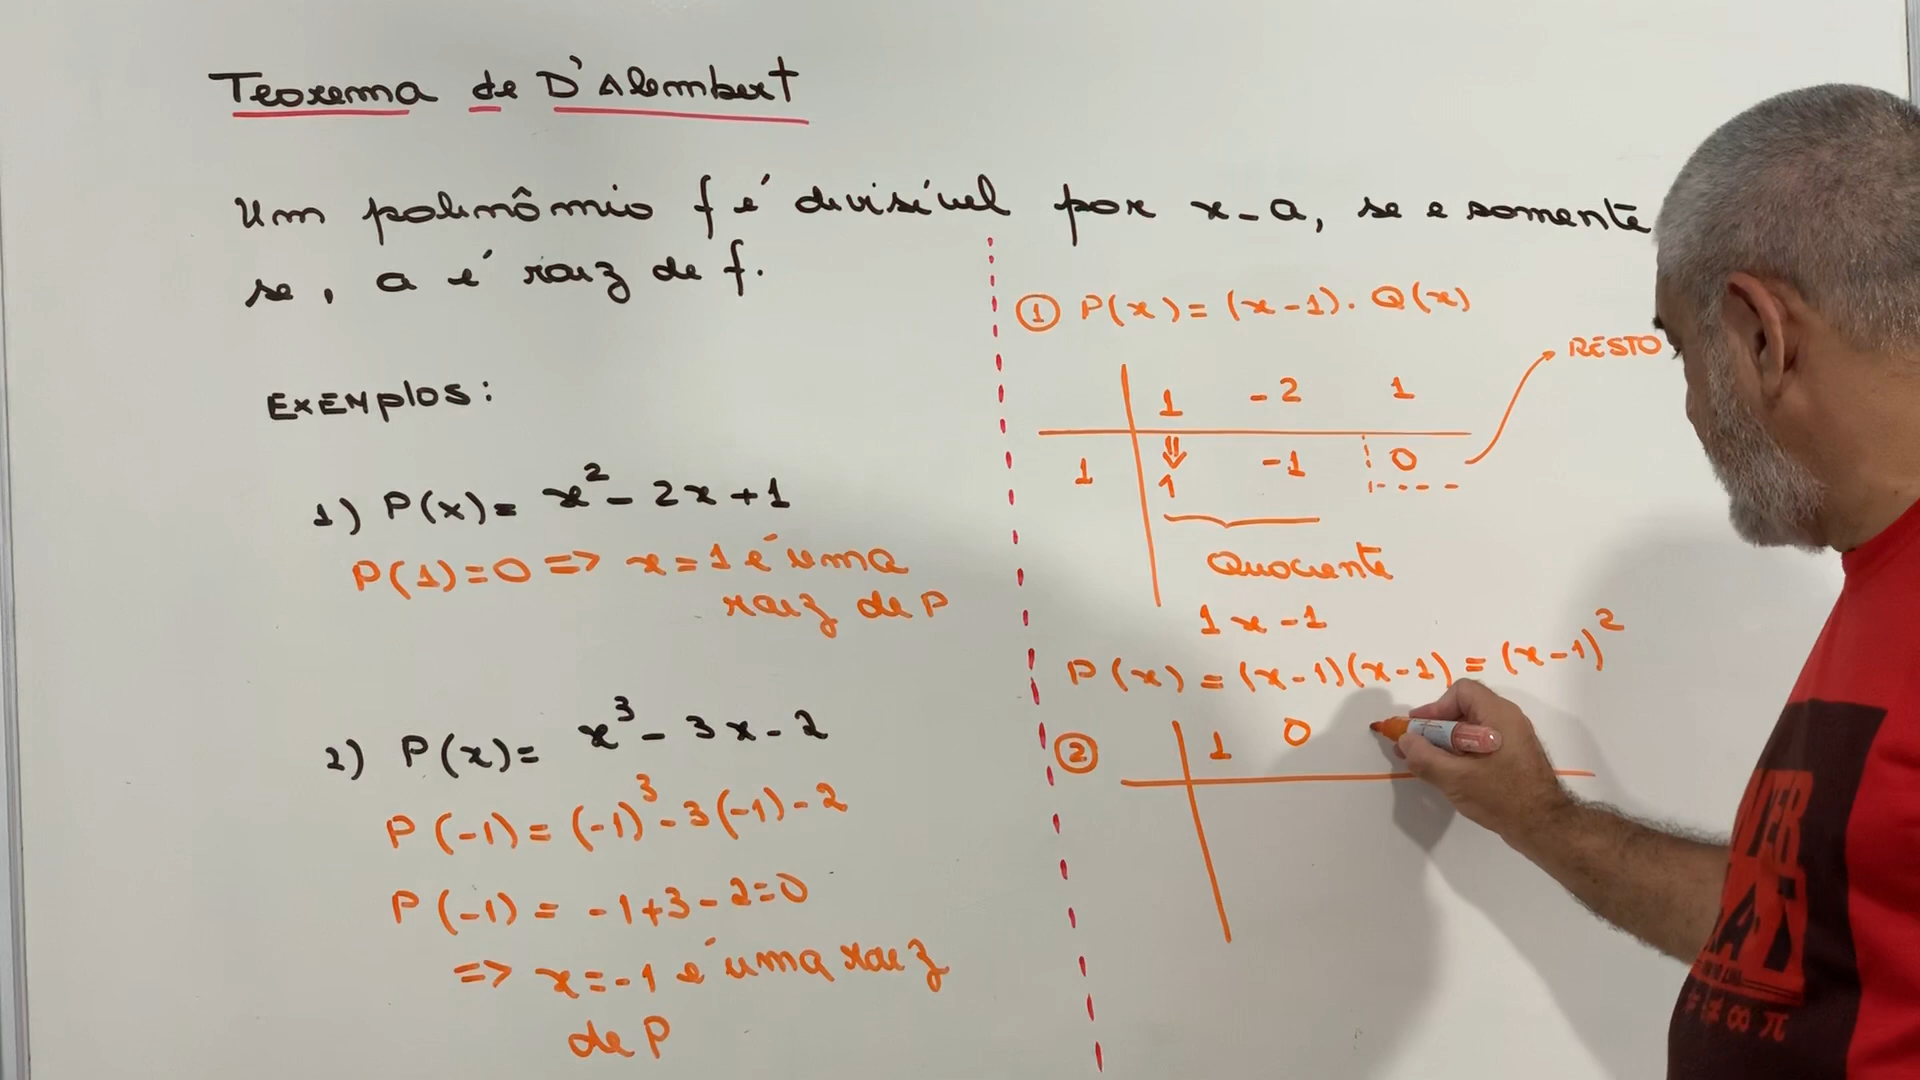 Teorema de D'Alembert
Um polinômio f é divisível por x-a, se e somente
se, a é raiz de f.
Exemplos:
1) P(x)= x²- 2x+1
P(1)=0 => x=1 é uma
raiz de P
2) P(x)= x³- 3x-2
P(-1)= (-1)³-3(-1)-2
P(-1)= -1+3-2=0
=> x=-1 é uma raiz
de P
① P(x)=(x-1). Q(x)
RESTO
1 -2 1
1 1 -1 0
Quociente
1x-1
P(x)=(x-1)(x-1)=(x-1)²
② 1 0
≠ ∞ π